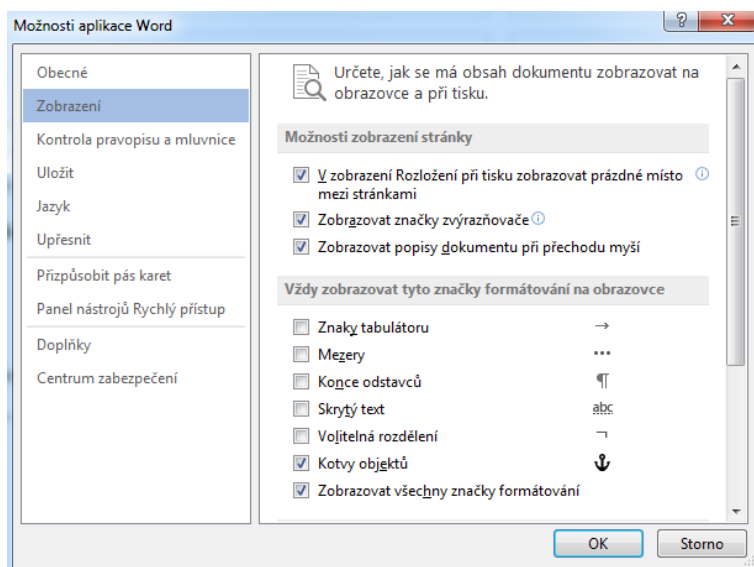 Možnosti aplikace Word
Obecné
Zobrazení
Kontrola pravopisu a mluvnice
Uložit
Jazyk
Upřesnit
Přizpůsobit pás karet
Panel nástrojů Rychlý přístup
Doplňky
Centrum zabezpečení
Určete, jak se má obsah dokumentu zobrazovat na
obrazovce a při tisku.
Možnosti zobrazení stránky
V zobrazení Rozložení při tisku zobrazovat prázdné místo
mezi stránkami
Zobrazovat značky zvýrazňovače
Zobrazovat popisy dokumentu při přechodu myší
Vždy zobrazovat tyto značky formátování na obrazovce
Znaky tabulátoru →
Mezery •••
Konce odstavců ¶
Skrytý text abc
Volitelná rozdělení ¬
Kotvy objektů
Zobrazovat všechny značky formátování
OK Storno